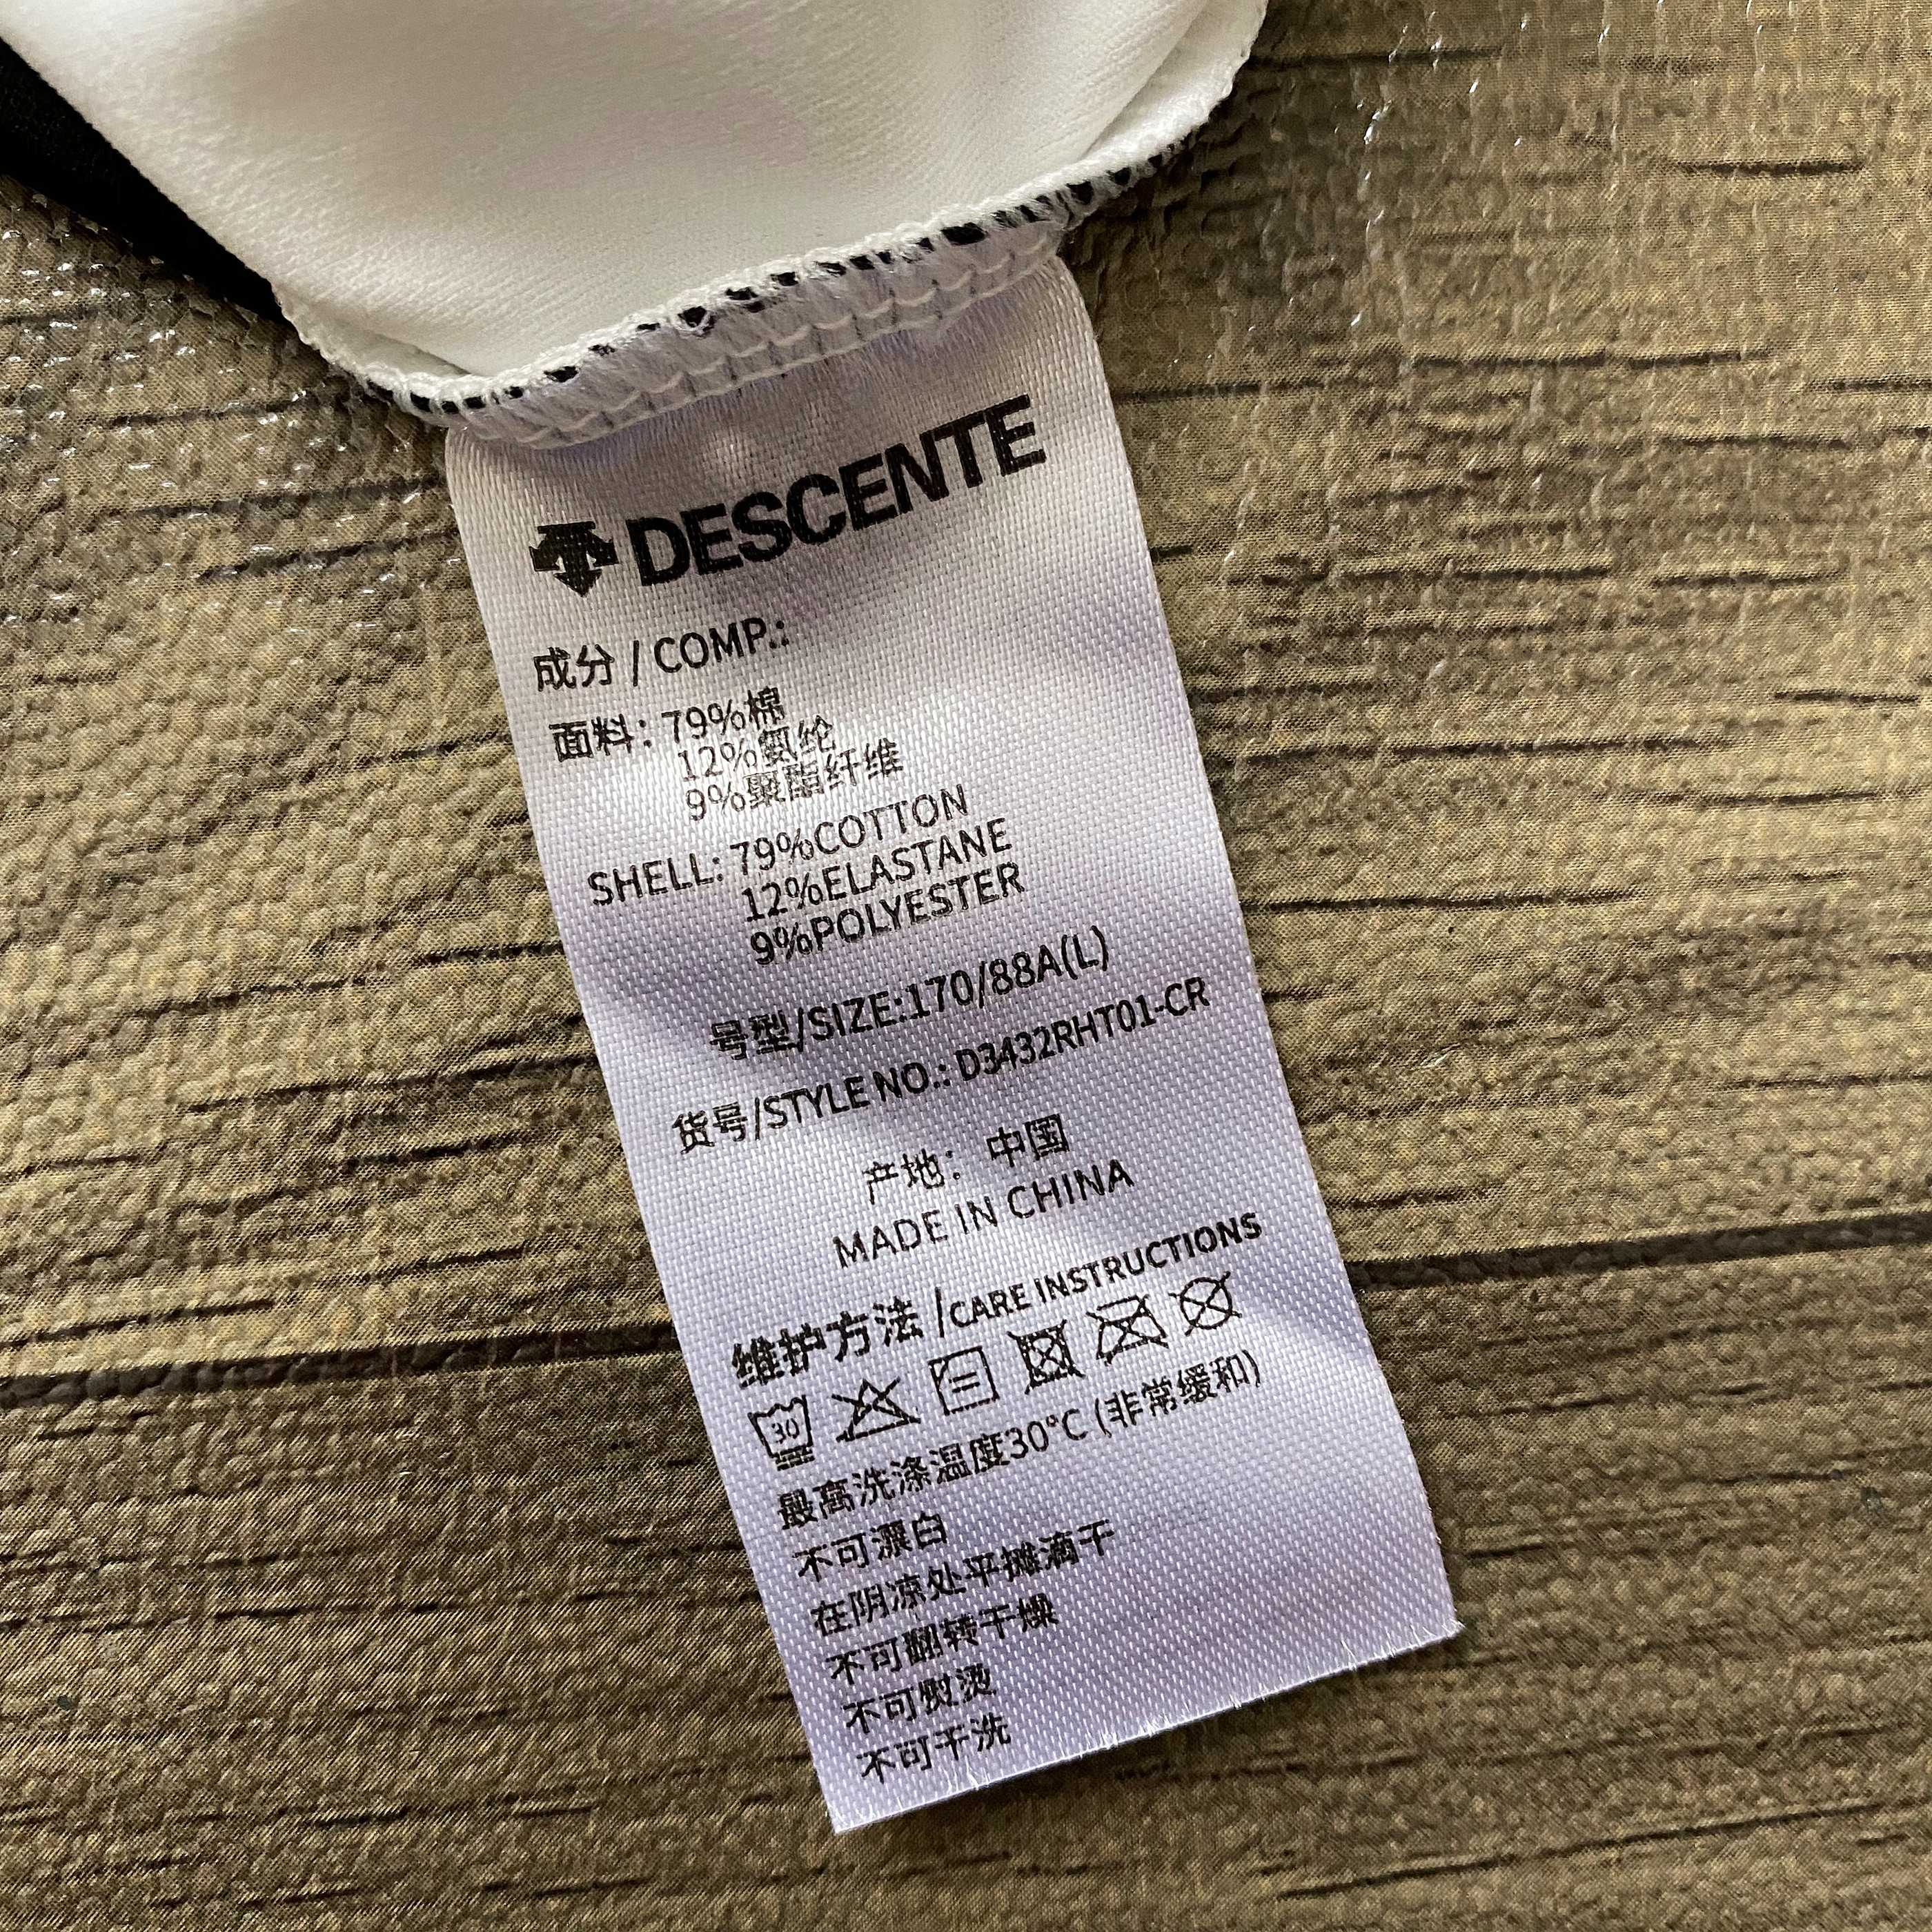 DESCENTE
成分 / COMP.:
面料: 79%棉
12%氨纶
9%聚酯纤维
SHELL: 79%COTTON
12%ELASTANE
9%POLYESTER
号型/SIZE:170/88A(L)
货号/STYLE NO.: D3432RHT01-CR
产地: 中国
MADE IN CHINA
维护方法 /CARE INSTRUCTIONS
30
最高洗涤温度30°C (非常缓和)
不可漂白
在阴凉处平摊滴干
不可翻转干燥
不可熨烫
不可干洗